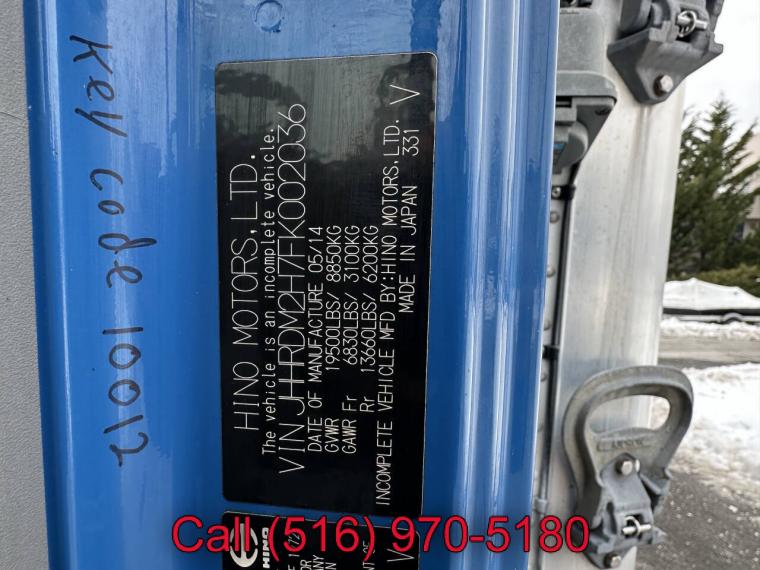 Key code 10012
HINO MOTORS, LTD.
The vehicle is an incomplete vehicle.
VIN JHHRDM2H7FK002036
DATE OF MANUFACTURE 05/14
GVWR 19500LBS/ 8850KG
GAWR Fr 6830LBS/ 3100KG
Rr 13660LBS/ 6200KG
INCOMPLETE VEHICLE MFD BY:HINO MOTORS, LTD.
MADE IN JAPAN 331 V
HINO
Call (516) 970-5180